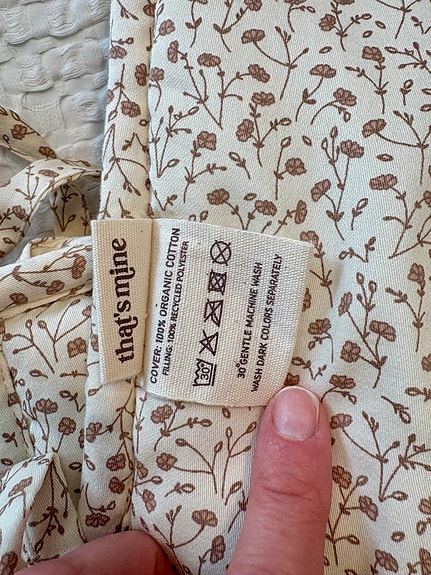 that's mine
COVER: 100% ORGANIC COTTON
FILLING: 100% RECYCLED POLYESTER
30°
30° GENTLE MACHINE WASH
WASH DARK COLORS SEPARATELY